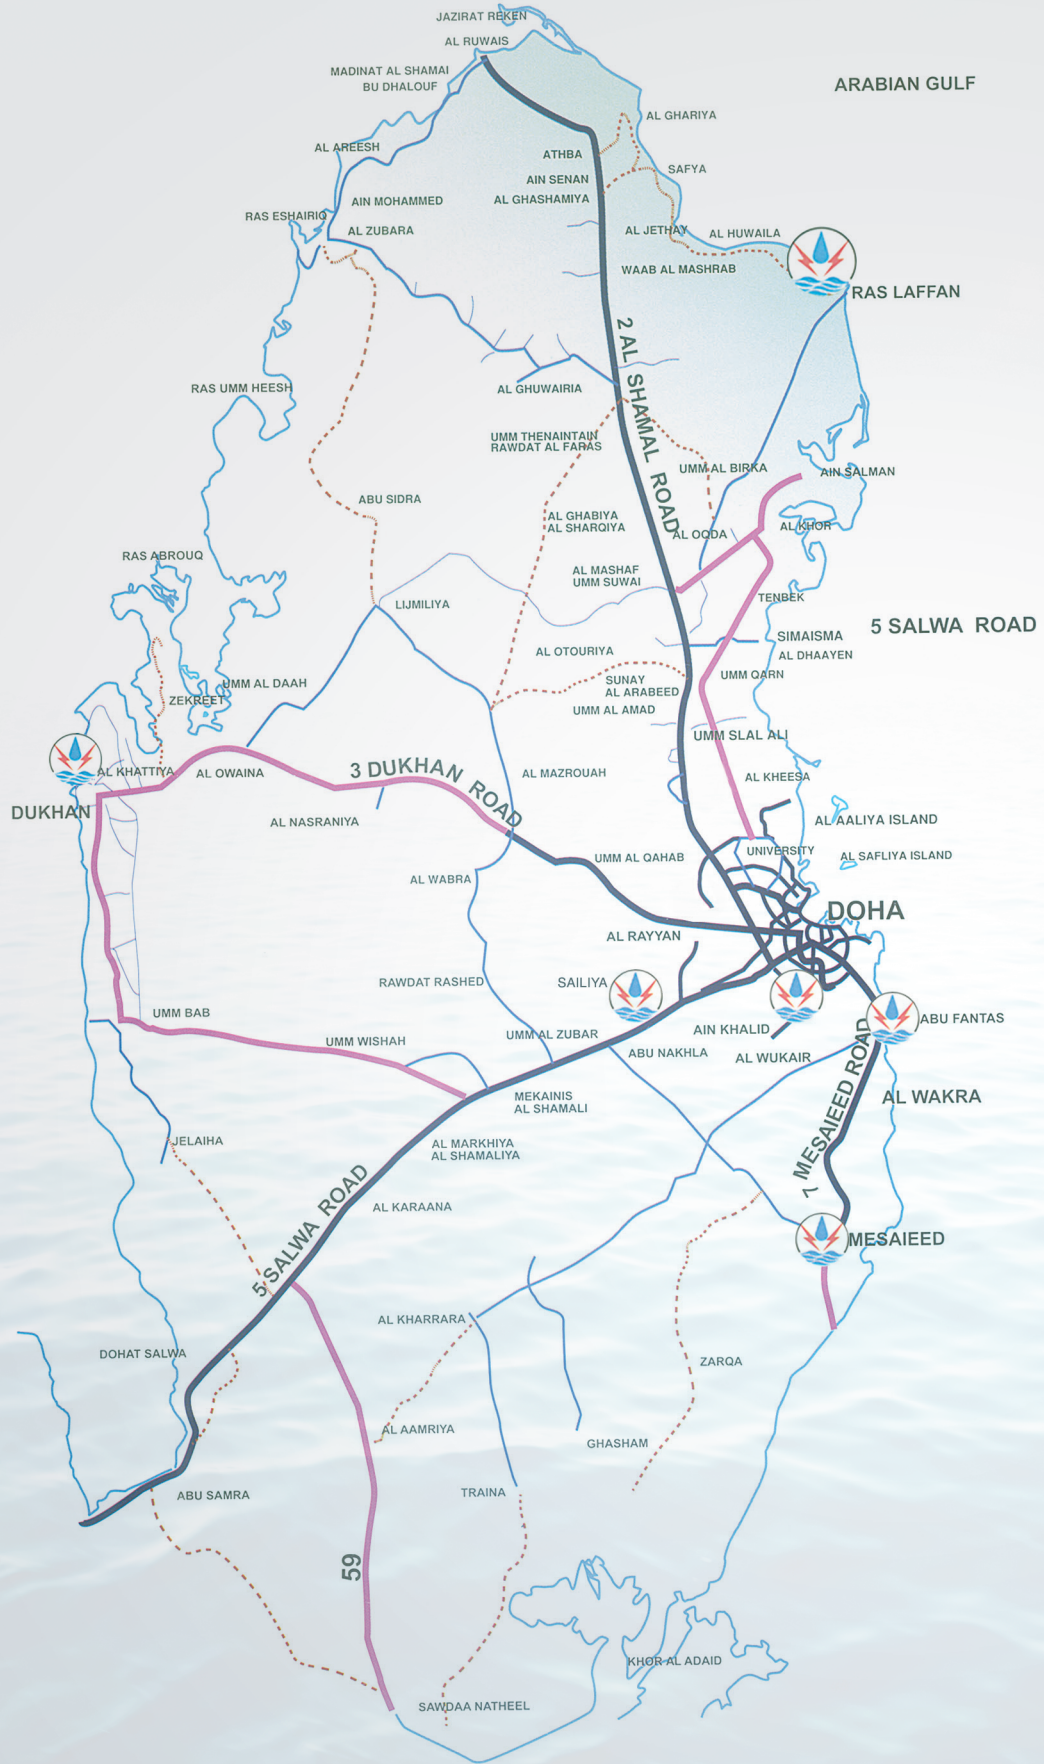 JAZIRAT REKEN
AL RUWAIS
MADINAT AL SHAMAI
BU DHALOUF
ARABIAN GULF
AL GHARIYA
AL AREESH
ATHBA
SAFYA
AIN SENAN
AL GHASHAMIYA
AIN MOHAMMED
RAS ESHAIRIQ
AL ZUBARA
AL JETHAY
AL HUWAILA
WAAB AL MASHRAB
RAS LAFFAN
2 AL SHAMAL ROAD
RAS UMM HEESH
AL GHUWAIRIA
UMM THENAINTAIN
RAWDAT AL FARAS
UMM AL BIRKA
AIN SALMAN
ABU SIDRA
AL GHABIYA
AL SHARQIYA
AL OQDA
AL KHOR
RAS ABROUQ
AL MASHAF
UMM SUWAI
LIJMILIYA
TENBEK
5 SALWA ROAD
SIMAISMA
AL DHAAYEN
AL OTOURIYA
UMM QARN
UMM AL DAAH
SUNAY
AL ARABEED
ZEKREET
UMM AL AMAD
UMM SLAL ALI
AL KHATTIYA
AL OWAINA
3 DUKHAN ROAD
AL MAZROUAH
AL KHEESA
DUKHAN
AL NASRANIYA
AL AALIYA ISLAND
UNIVERSITY
UMM AL QAHAB
AL SAFLIYA ISLAND
AL WABRA
DOHA
AL RAYYAN
RAWDAT RASHED
SAILIYA
UMM BAB
UMM WISHAH
UMM AL ZUBAR
AIN KHALID
ABU FANTAS
ABU NAKHLA
AL WUKAIR
MEKAINIS
AL SHAMALI
AL WAKRA
7 MESAIEED ROAD
JELAIHA
AL MARKHIYA
AL SHAMALIYA
AL KARAANA
5 SALWA ROAD
MESAIEED
AL KHARRARA
DOHAT SALWA
ZARQA
AL AAMRIYA
GHASHAM
ABU SAMRA
TRAINA
59
KHOR AL ADAID
SAWDAA NATHEEL